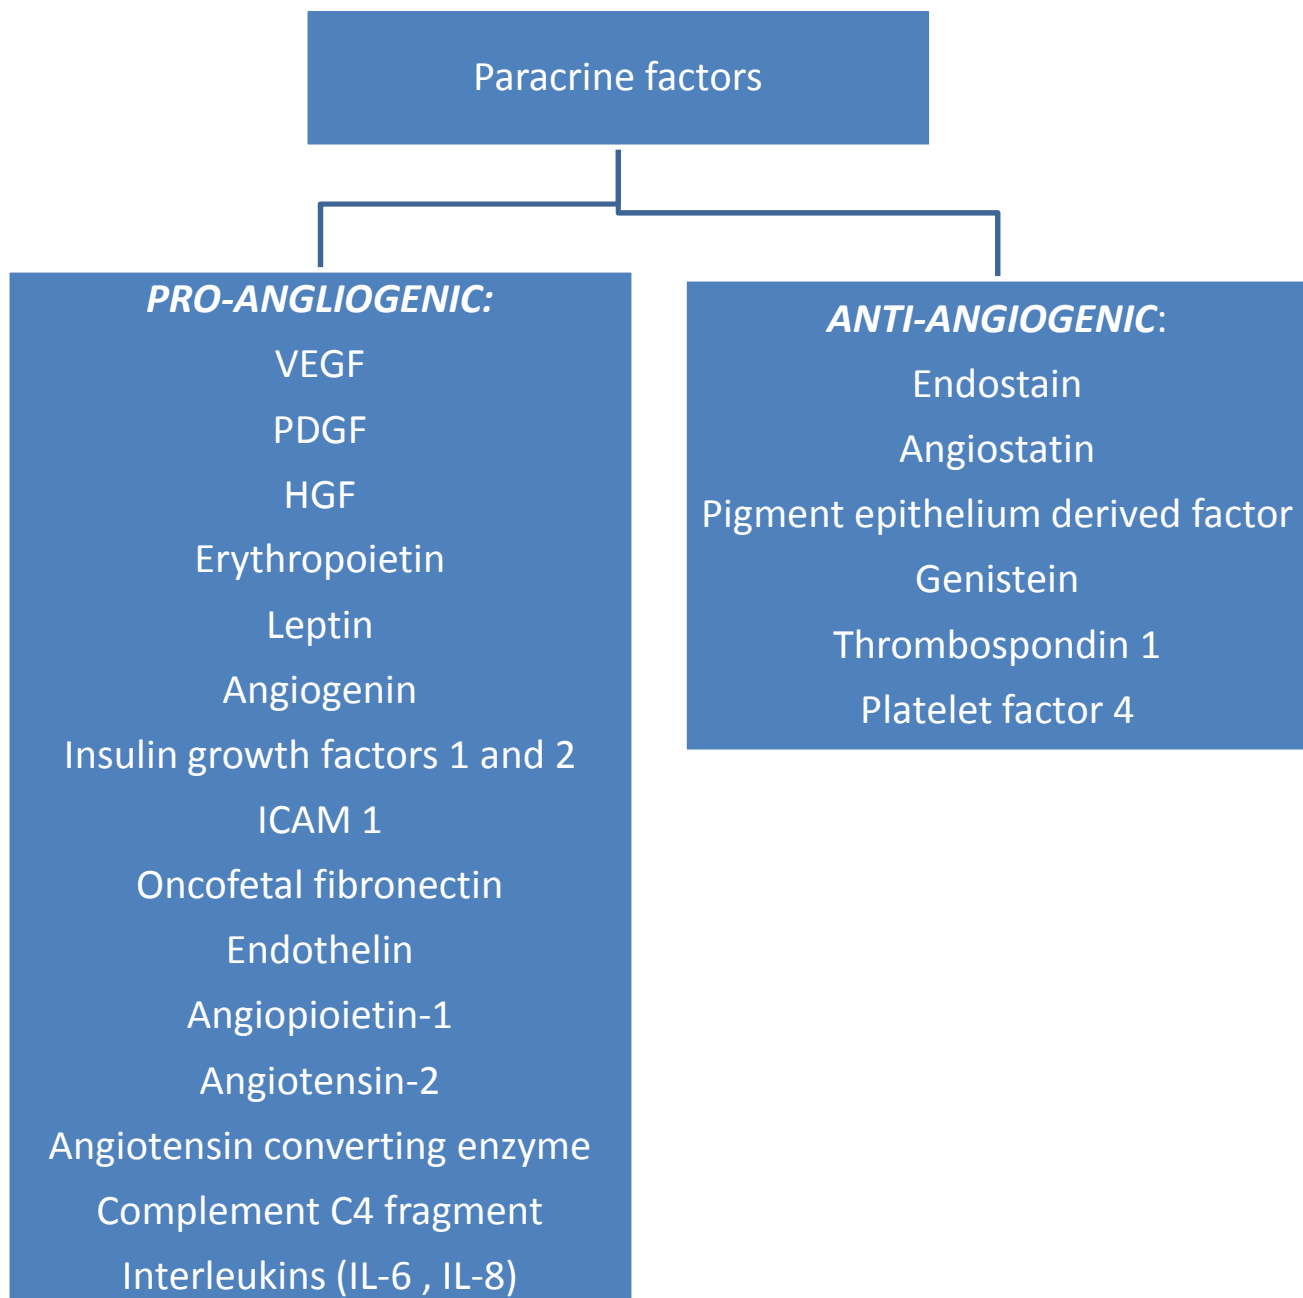 Paracrine factors
PRO-ANGLIOGENIC:
VEGF
PDGF
HGF
Erythropoietin
Leptin
Angiogenin
Insulin growth factors 1 and 2
ICAM 1
Oncofetal fibronectin
Endothelin
Angiopioietin-1
Angiotensin-2
Angiotensin converting enzyme
Complement C4 fragment
Interleukins (IL-6 , IL-8)
ANTI-ANGIOGENIC:
Endostain
Angiostatin
Pigment epithelium derived factor
Genistein
Thrombospondin 1
Platelet factor 4